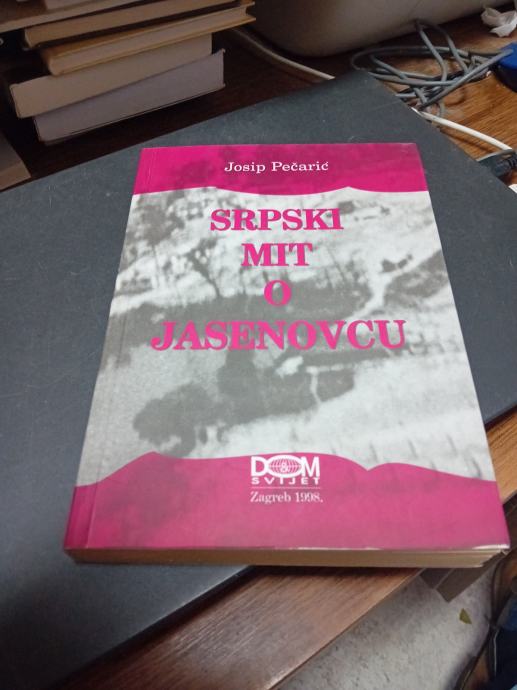 Josip Pečarić
SRPSKI
MIT
O
JASENOVCU
DOM
SVIJET
Zagreb 1998.